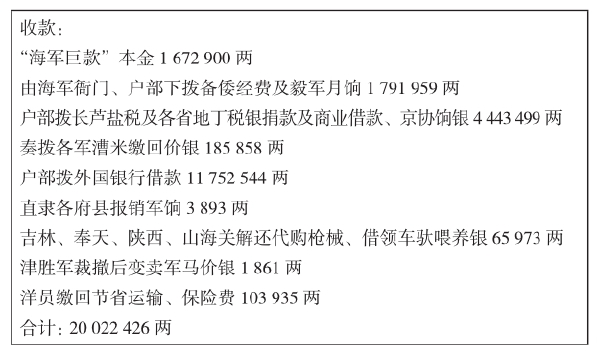 收款：
“海军巨款”本金 1 672 900 两
由海军衙门、户部下拨备倭经费及毅军月饷 1 791 959 两
户部拨长芦盐税及各省地丁税银捐款及商业借款、京协饷银 4 443 499 两
奏拨各军漕米缴回价银 185 858 两
户部拨外国银行借款 11 752 544 两
直隶各府县报销军饷 3 893 两
吉林、奉天、陕西、山海关解还代购枪械、借领车驮喂养银 65 973 两
津胜军裁撤后变卖军马价银 1 861 两
洋员缴回节省运输、保险费 103 935 两
合计：20 022 426 两